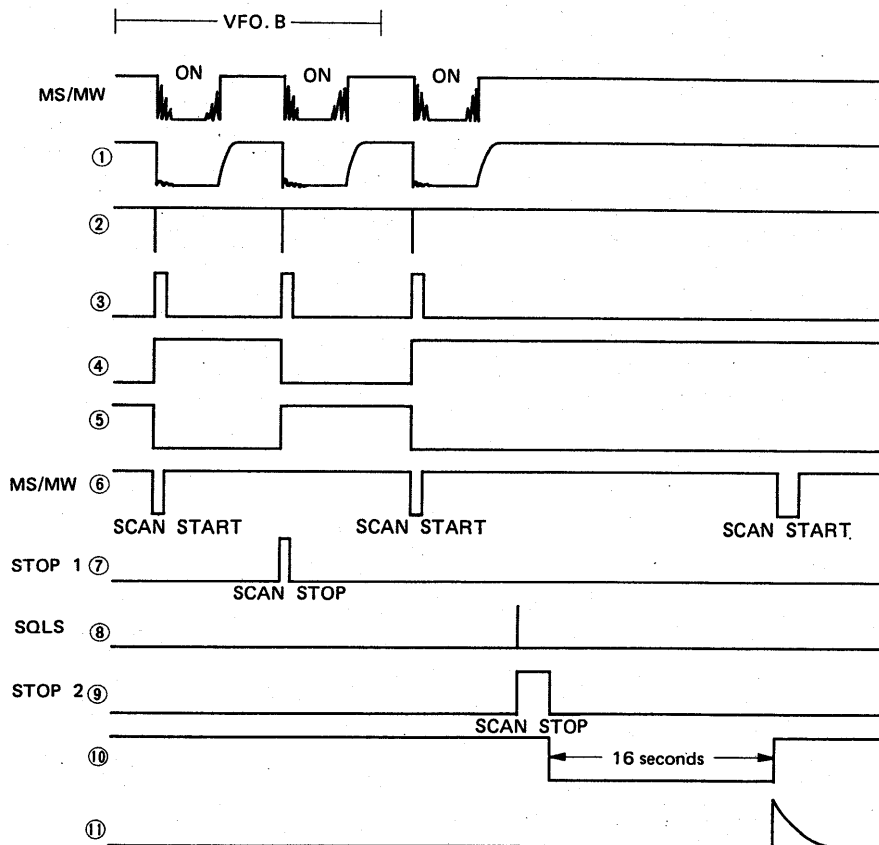 VFO. B
ON ON ON
MS/MW
①
②
③
④
⑤
MS/MW ⑥
SCAN START SCAN START SCAN START.
STOP 1 ⑦
SCAN STOP
SQLS ⑧
STOP 2 ⑨
SCAN STOP
⑩ 16 seconds
⑪